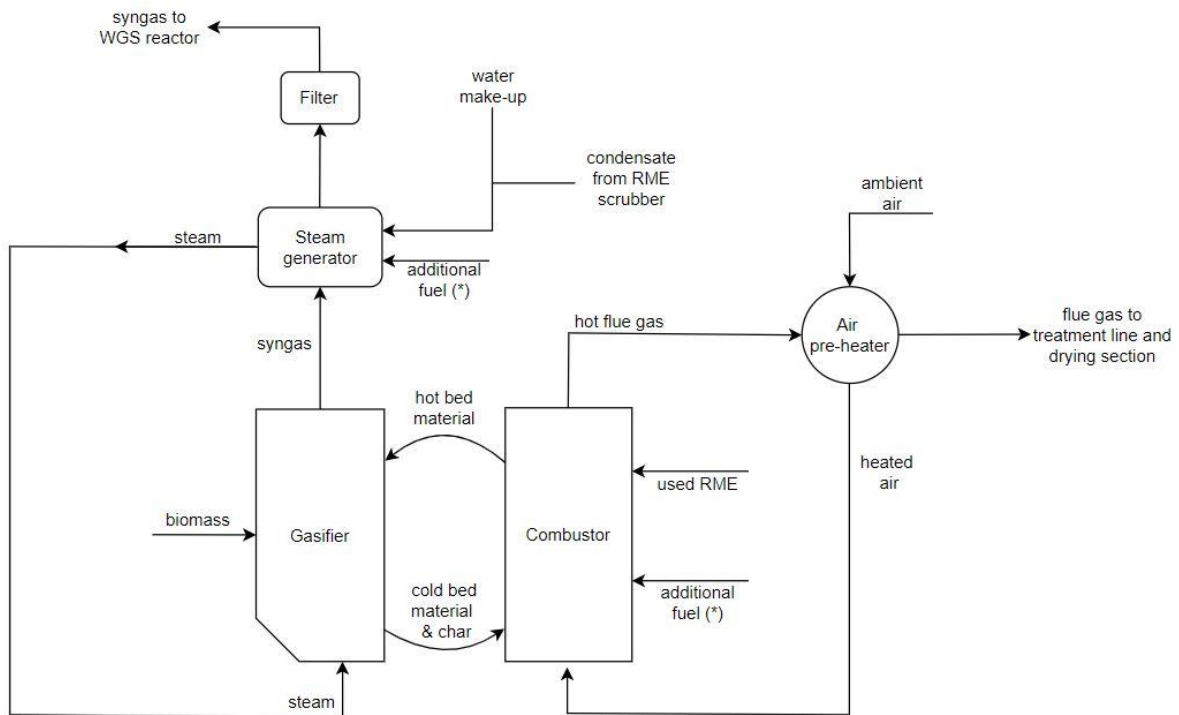 syngas to
WGS reactor
Filter
water
make-up
condensate
from RME
scrubber
ambient
air
steam
Steam
generator
additional
fuel (*)
hot flue gas
Air
pre-heater
flue gas to
treatment line and
drying section
syngas
hot bed
material
heated
air
used RME
biomass
Gasifier
Combustor
cold bed
material
& char
additional
fuel (*)
steam